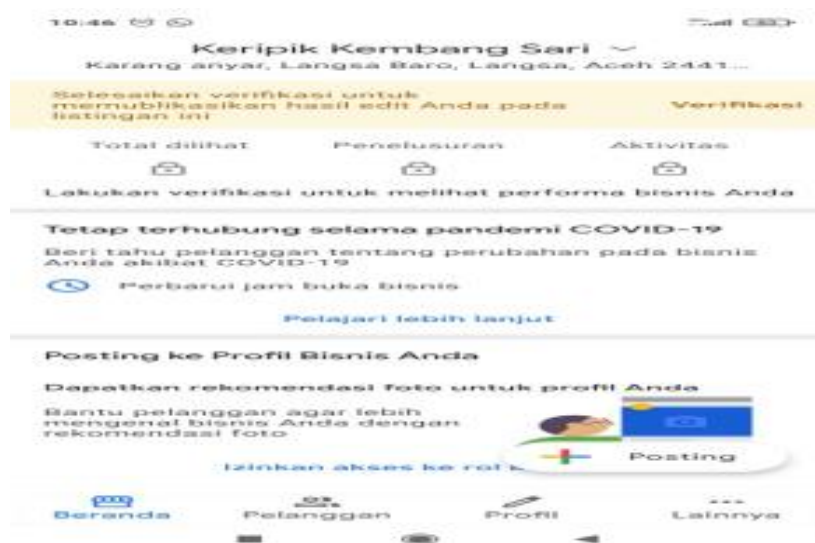 10:46
Keripik Kembang Sari
Karang anyar, Langsa Baro, Langsa, Aceh 2441...
Selesaikan verifikasi untuk
memublikasikan hasil edit Anda pada
listingan ini
Verifikasi
Total dilihat Penelusuran Aktivitas
Lakukan verifikasi untuk melihat performa bisnis Anda
Tetap terhubung selama pandemi COVID-19
Beri tahu pelanggan tentang perubahan pada bisnis
Anda akibat COVID-19
Perbarui jam buka bisnis
Pelajari lebih lanjut
Posting ke Profil Bisnis Anda
Dapatkan rekomendasi foto untuk profil Anda
Bantu pelanggan agar lebih
mengenal bisnis Anda dengan
rekomendasi foto
Izinkan akses ke rol
Posting
Beranda Pelanggan Profil Lainnya